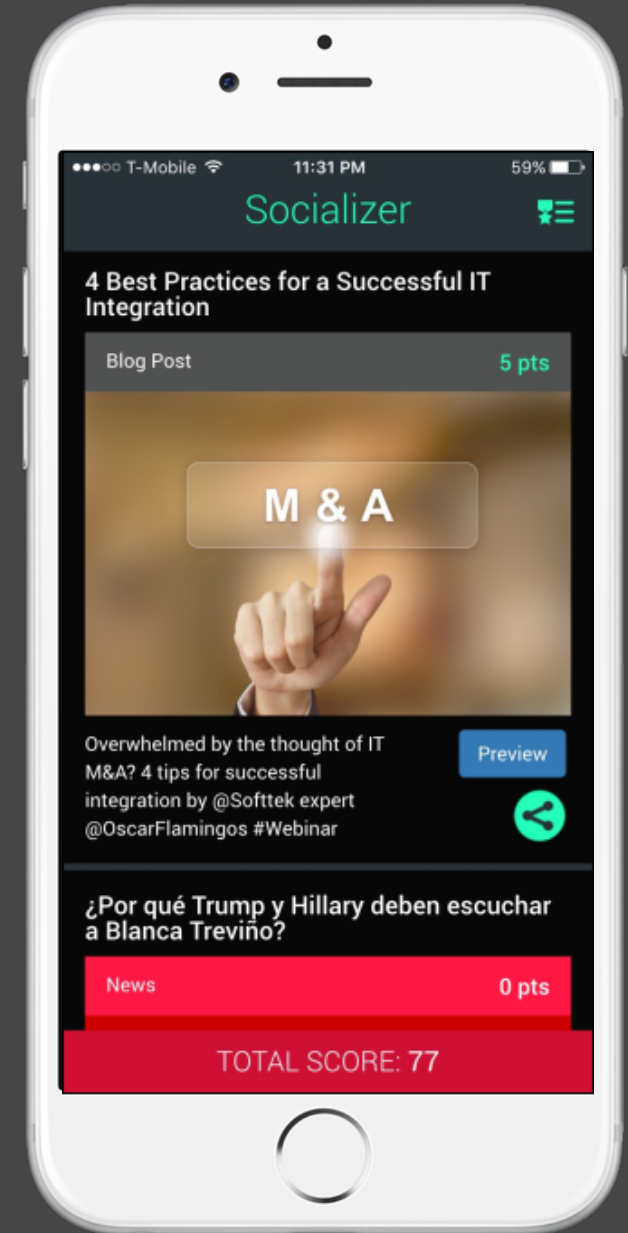 T-Mobile 11:31 PM 59%
Socializer
4 Best Practices for a Successful IT
Integration
Blog Post 5 pts
M & A
Overwhelmed by the thought of IT
M&A? 4 tips for successful
integration by @Softtek expert
@OscarFlamingos #Webinar
Preview
¿Por qué Trump y Hillary deben escuchar
a Blanca Treviño?
News 0 pts
TOTAL SCORE: 77